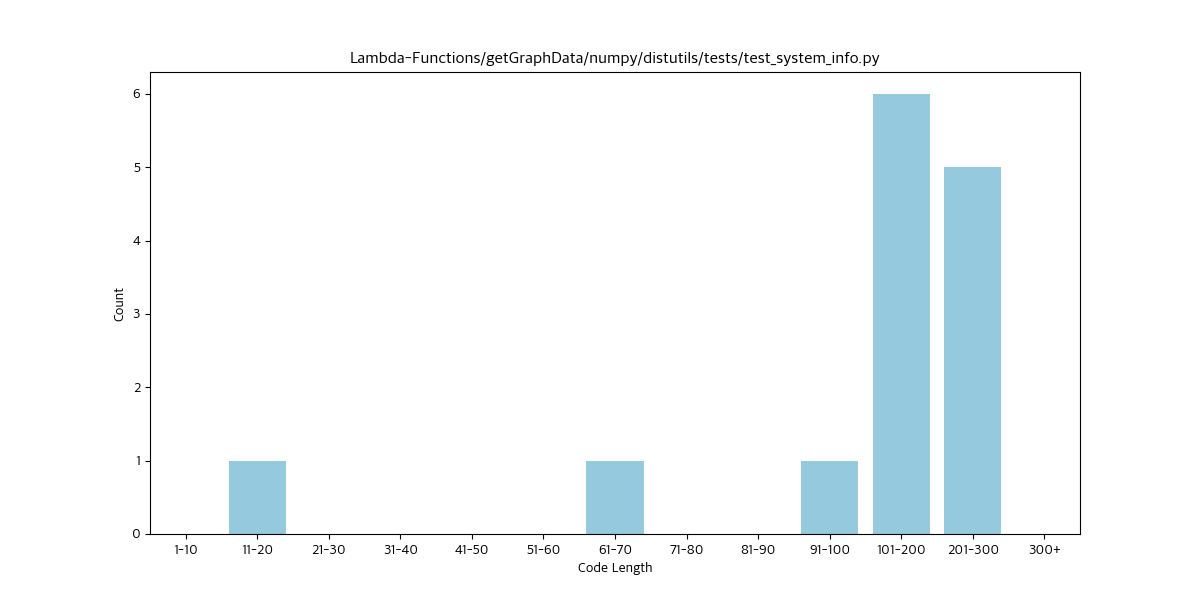 Lambda-Functions/getGraphData/numpy/distutils/tests/test_system_info.py
6
5
4
3
2
1
0
Count
1-10 11-20 21-30 31-40 41-50 51-60 61-70 71-80 81-90 91-100 101-200 201-300 300+
Code Length